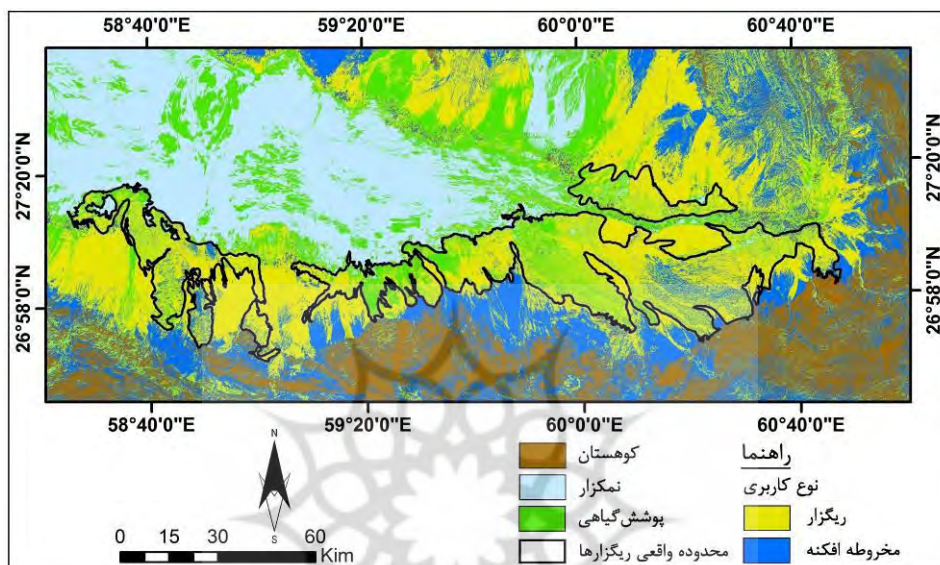 58°40'0"E 59°20'0"E 60°00'0"E 60°40'0"E
27°20'0"N 27°20'0"N
26°58'0"N 26°58'0"N
58°40'0"E 59°20'0"E 60°00'0"E 60°40'0"E
N
S
0 15 30 60
Kim
راهنما
نوع کاربری
ریگزار
مخروطه افکنه
کوهستان
نمکزار
پوشش‌گیاهی
محدوده واقعی ریگزارها